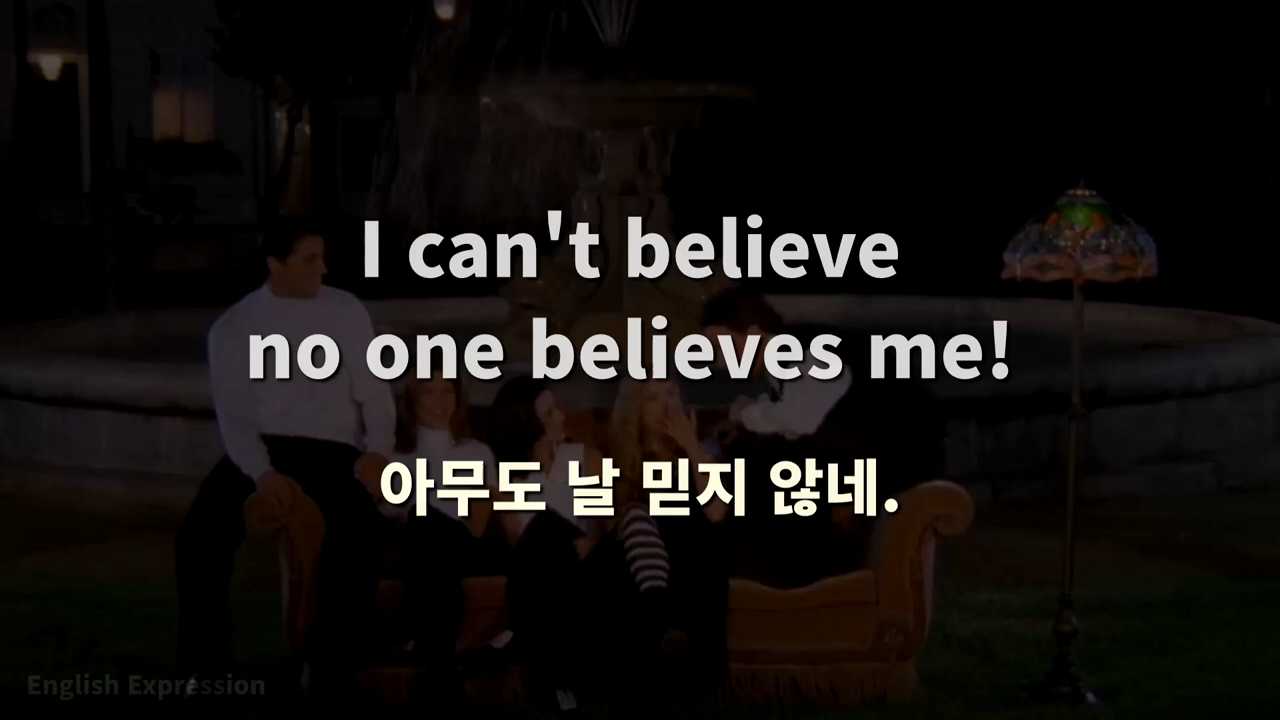 I can't believe
no one believes me!
아무도 날 믿지 않네.
English Expression